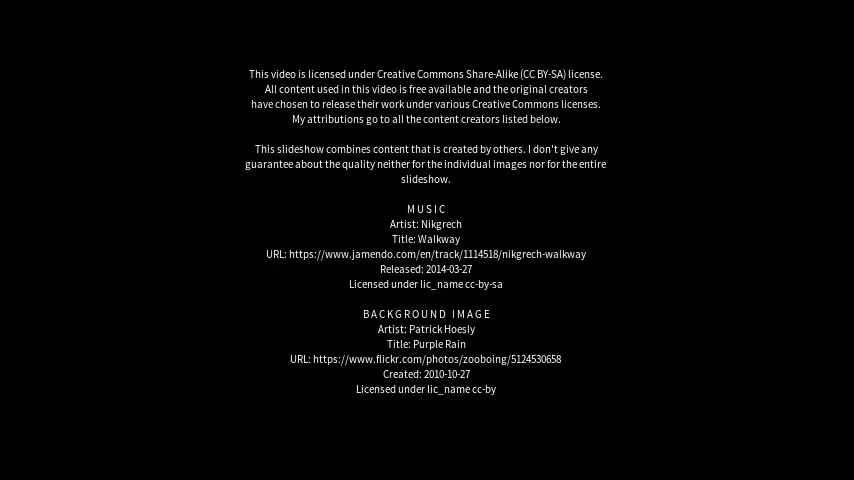 This video is licensed under Creative Commons Share-Alike (CC BY-SA) license.
All content used in this video is free available and the original creators
have chosen to release their work under various Creative Commons licenses.
My attributions go to all the content creators listed below.
This slideshow combines content that is created by others. I don't give any
guarantee about the quality neither for the individual images nor for the entire
slideshow.
MUSIC
Artist: Nikgrech
Title: Walkway
URL: https://www.jamendo.com/en/track/1114518/nikgrech-walkway
Released: 2014-03-27
Licensed under lic_name cc-by-sa
BACKGROUND IMAGE
Artist: Patrick Hoesly
Title: Purple Rain
URL: https://www.flickr.com/photos/zooboing/5124530658
Created: 2010-10-27
Licensed under lic_name cc-by